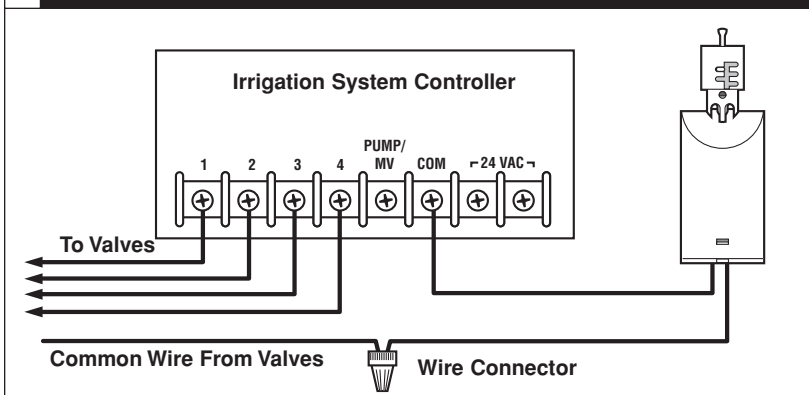 Irrigation System Controller
PUMP/
1 2 3 4 MV COM 24 VAC
To Valves
Common Wire From Valves
Wire Connector